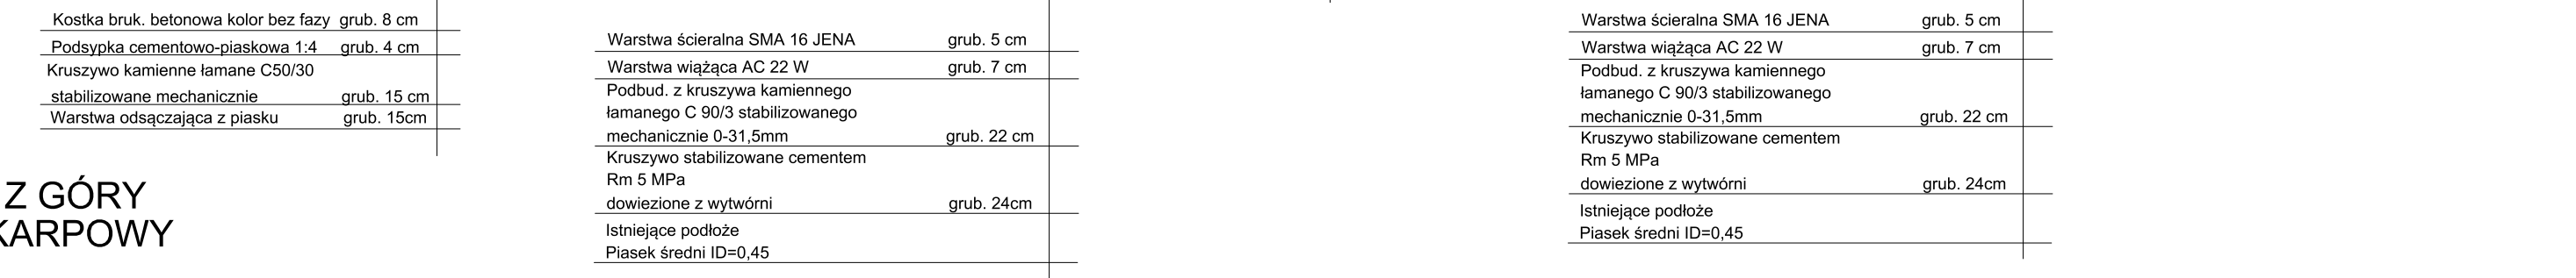 Kostka bruk. betonowa kolor bez fazy grub. 8 cm
Podsypka cementowo-piaskowa 1:4 grub. 4 cm
Kruszywo kamienne łamane C50/30
stabilizowane mechanicznie grub. 15 cm
Warstwa odsączająca z piasku grub. 15cm
Z GÓRY
KARPOWY
Warstwa ścieralna SMA 16 JENA grub. 5 cm
Warstwa wiążąca AC 22 W grub. 7 cm
Podbud. z kruszywa kamiennego
łamanego C 90/3 stabilizowanego
mechanicznie 0-31,5mm grub. 22 cm
Kruszywo stabilizowane cementem
Rm 5 MPa
dowiezione z wytwórni grub. 24cm
Istniejące podłoże
Piasek średni ID=0,45
Warstwa ścieralna SMA 16 JENA grub. 5 cm
Warstwa wiążąca AC 22 W grub. 7 cm
Podbud. z kruszywa kamiennego
łamanego C 90/3 stabilizowanego
mechanicznie 0-31,5mm grub. 22 cm
Kruszywo stabilizowane cementem
Rm 5 MPa
dowiezione z wytwórni grub. 24cm
Istniejące podłoże
Piasek średni ID=0,45